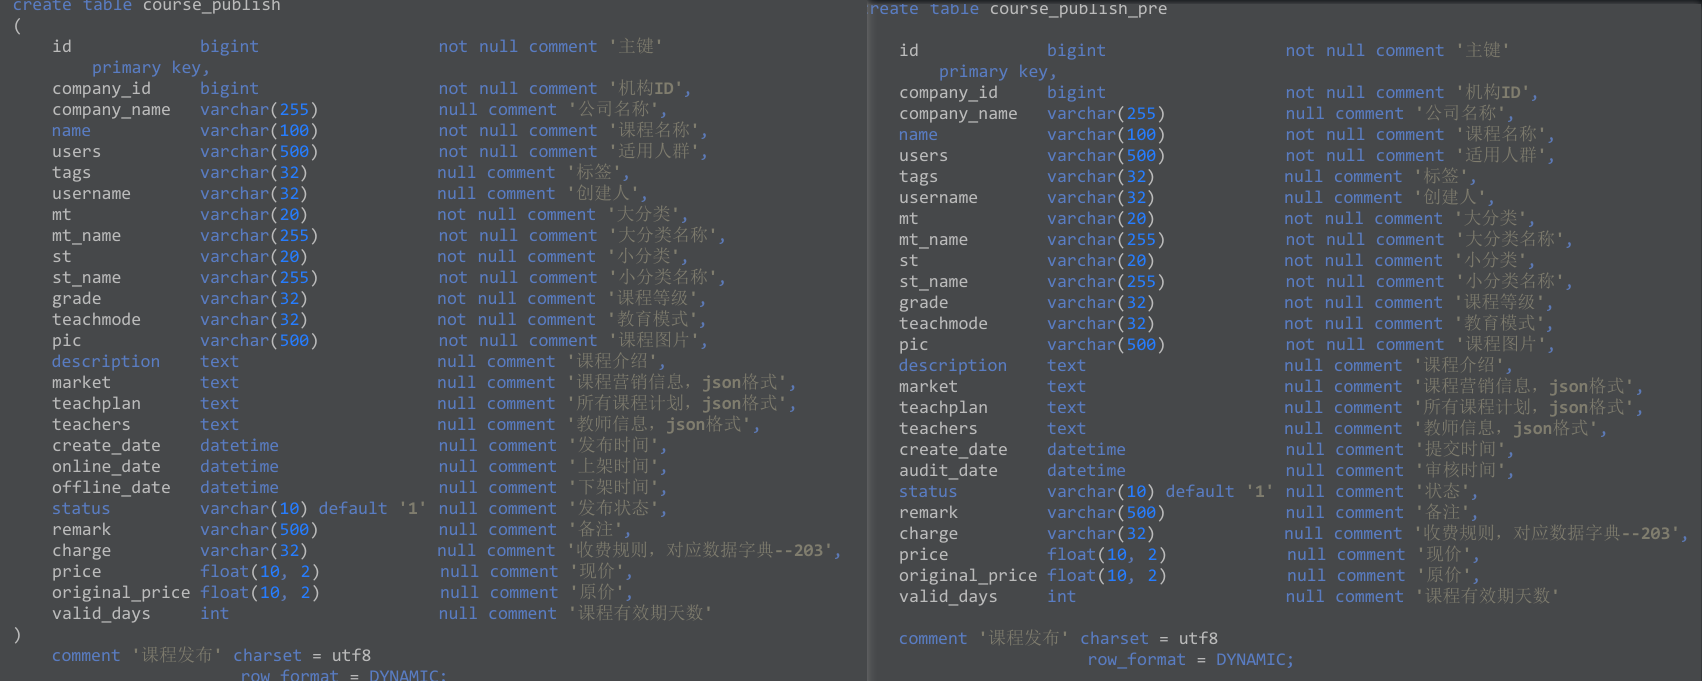 create table course_publish
(
id bigint not null comment '主键'
primary key,
company_id bigint not null comment '机构ID',
company_name varchar(255) null comment '公司名称',
name varchar(100) not null comment '课程名称',
users varchar(500) not null comment '适用人群',
tags varchar(32) null comment '标签',
username varchar(32) null comment '创建人',
mt varchar(20) not null comment '大分类',
mt_name varchar(255) not null comment '大分类名称',
st varchar(20) not null comment '小分类',
st_name varchar(255) not null comment '小分类名称',
grade varchar(32) not null comment '课程等级',
teachmode varchar(32) not null comment '教育模式',
pic varchar(500) not null comment '课程图片',
description text null comment '课程介绍',
market text null comment '课程营销信息，json格式',
teachplan text null comment '所有课程计划，json格式',
teachers text null comment '教师信息，json格式',
create_date datetime null comment '发布时间',
online_date datetime null comment '上架时间',
offline_date datetime null comment '下架时间',
status varchar(10) default '1' null comment '发布状态',
remark varchar(500) null comment '备注',
charge varchar(32) null comment '收费规则，对应数据字典--203',
price float(10, 2) null comment '现价',
original_price float(10, 2) null comment '原价',
valid_days int null comment '课程有效期天数'
)
comment '课程发布' charset = utf8
row_format = DYNAMIC;
reate table course_publish_pre
id bigint not null comment '主键'
primary key,
company_id bigint not null comment '机构ID',
company_name varchar(255) null comment '公司名称',
name varchar(100) not null comment '课程名称',
users varchar(500) not null comment '适用人群',
tags varchar(32) null comment '标签',
username varchar(32) null comment '创建人',
mt varchar(20) not null comment '大分类',
mt_name varchar(255) not null comment '大分类名称',
st varchar(20) not null comment '小分类',
st_name varchar(255) not null comment '小分类名称',
grade varchar(32) not null comment '课程等级',
teachmode varchar(32) not null comment '教育模式',
pic varchar(500) not null comment '课程图片',
description text null comment '课程介绍',
market text null comment '课程营销信息，json格式',
teachplan text null comment '所有课程计划，json格式',
teachers text null comment '教师信息，json格式',
create_date datetime null comment '提交时间',
audit_date datetime null comment '审核时间',
status varchar(10) default '1' null comment '状态',
remark varchar(500) null comment '备注',
charge varchar(32) null comment '收费规则，对应数据字典--203',
price float(10, 2) null comment '现价',
original_price float(10, 2) null comment '原价',
valid_days int null comment '课程有效期天数'
comment '课程发布' charset = utf8
row_format = DYNAMIC;